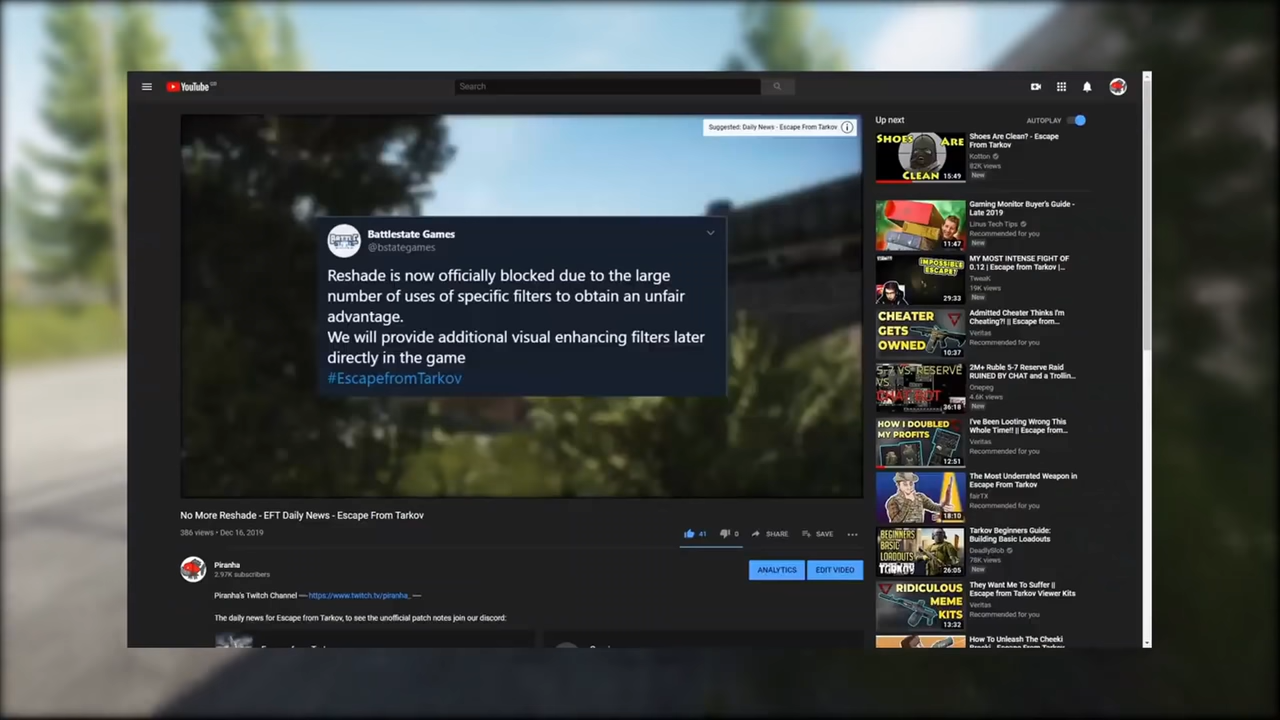 YouTube GB
Search
Suggested: Daily News - Escape From Tarkov
Battlestate Games
@bstategames
Reshade is now officially blocked due to the large
number of uses of specific filters to obtain an unfair
advantage.
We will provide additional visual enhancing filters later
directly in the game
#EscapefromTarkov
No More Reshade - EFT Daily News - Escape From Tarkov
386 views • Dec 16, 2019
41
0
SHARE
SAVE
Piranha
2.97K subscribers
ANALYTICS
EDIT VIDEO
Piranha's Twitch Channel — https://www.twitch.tv/piranha_ —
The daily news for Escape from Tarkov, to see the unofficial patch notes join our discord:
Up next
AUTOPLAY
SHOES ARE
CLEAN
15:49
Shoes Are Clean? - Escape
From Tarkov
Kolton
82K views
New
11:47
Gaming Monitor Buyer's Guide -
Late 2019
Linus Tech Tips
Recommended for you
New
IMPOSSIBLE
ESCAPE!
29:33
MY MOST INTENSE FIGHT OF
0.12 | Escape from Tarkov |...
TweaK
19K views
New
CHEATER
GETS
OWNED
10:37
Admitted Cheater Thinks I'm
Cheating?! || Escape from...
Veritas
Recommended for you
5-7 VS. RESERVE
36:18
2M+ Ruble 5-7 Reserve Raid
RUINED BY CHAT and a Trollin...
Onepeg
4.6K views
New
HOW I DOUBLED
MY PROFITS
12:51
I've Been Looting Wrong This
Whole Time!! || Escape from...
Veritas
Recommended for you
18:10
The Most Underrated Weapon in
Escape From Tarkov
fairTX
Recommended for you
BEGINNERS
BASIC
LOADOUTS
TARKOV
26:05
Tarkov Beginners Guide:
Building Basic Loadouts
DeadlySlob
78K views
New
RIDICULOUS
MEME
KITS
13:32
They Want Me To Suffer ||
Escape from Tarkov Viewer Kits
Veritas
Recommended for you
How To Unleash The Cheeki